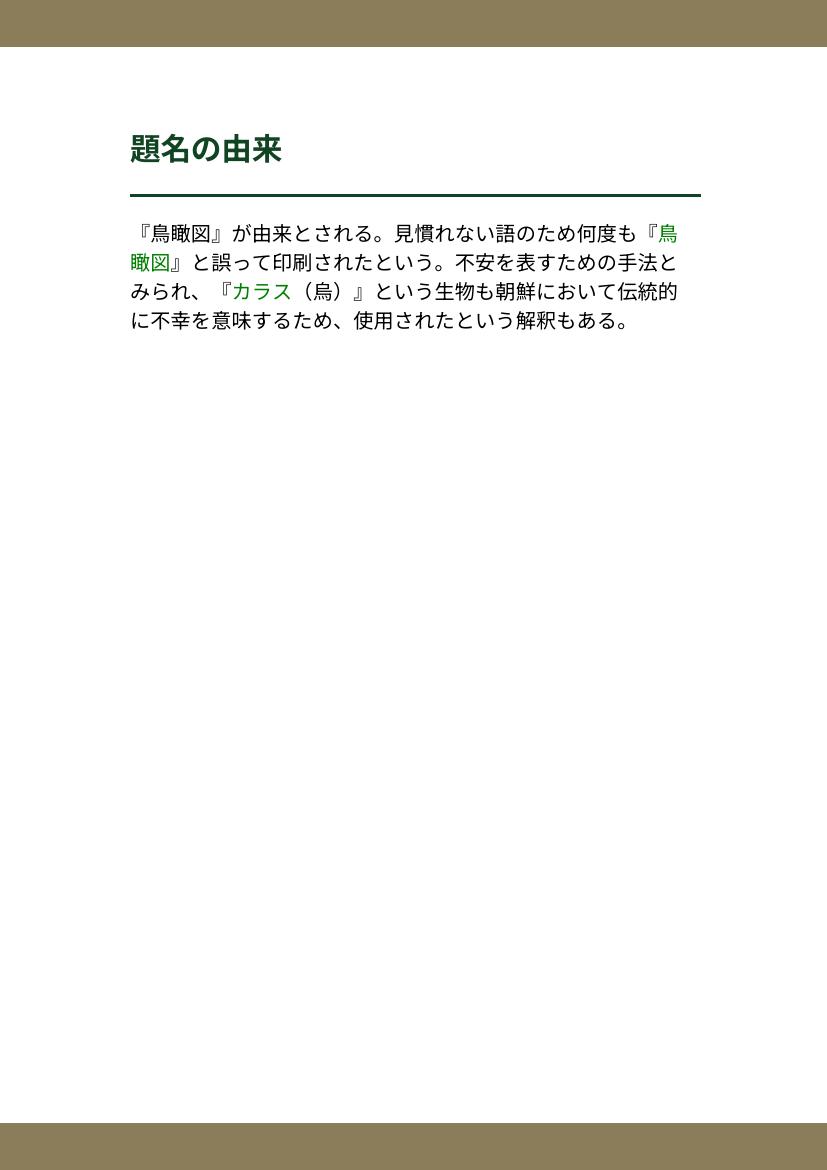 題名の由来
『鳥瞰図』が由来とされる。見慣れない語のため何度も『鳥
瞰図』と誤って印刷されたという。不安を表すための手法と
みられ、『カラス（烏）』という生物も朝鮮において伝統的
に不幸を意味するため、使用されたという解釈もある。